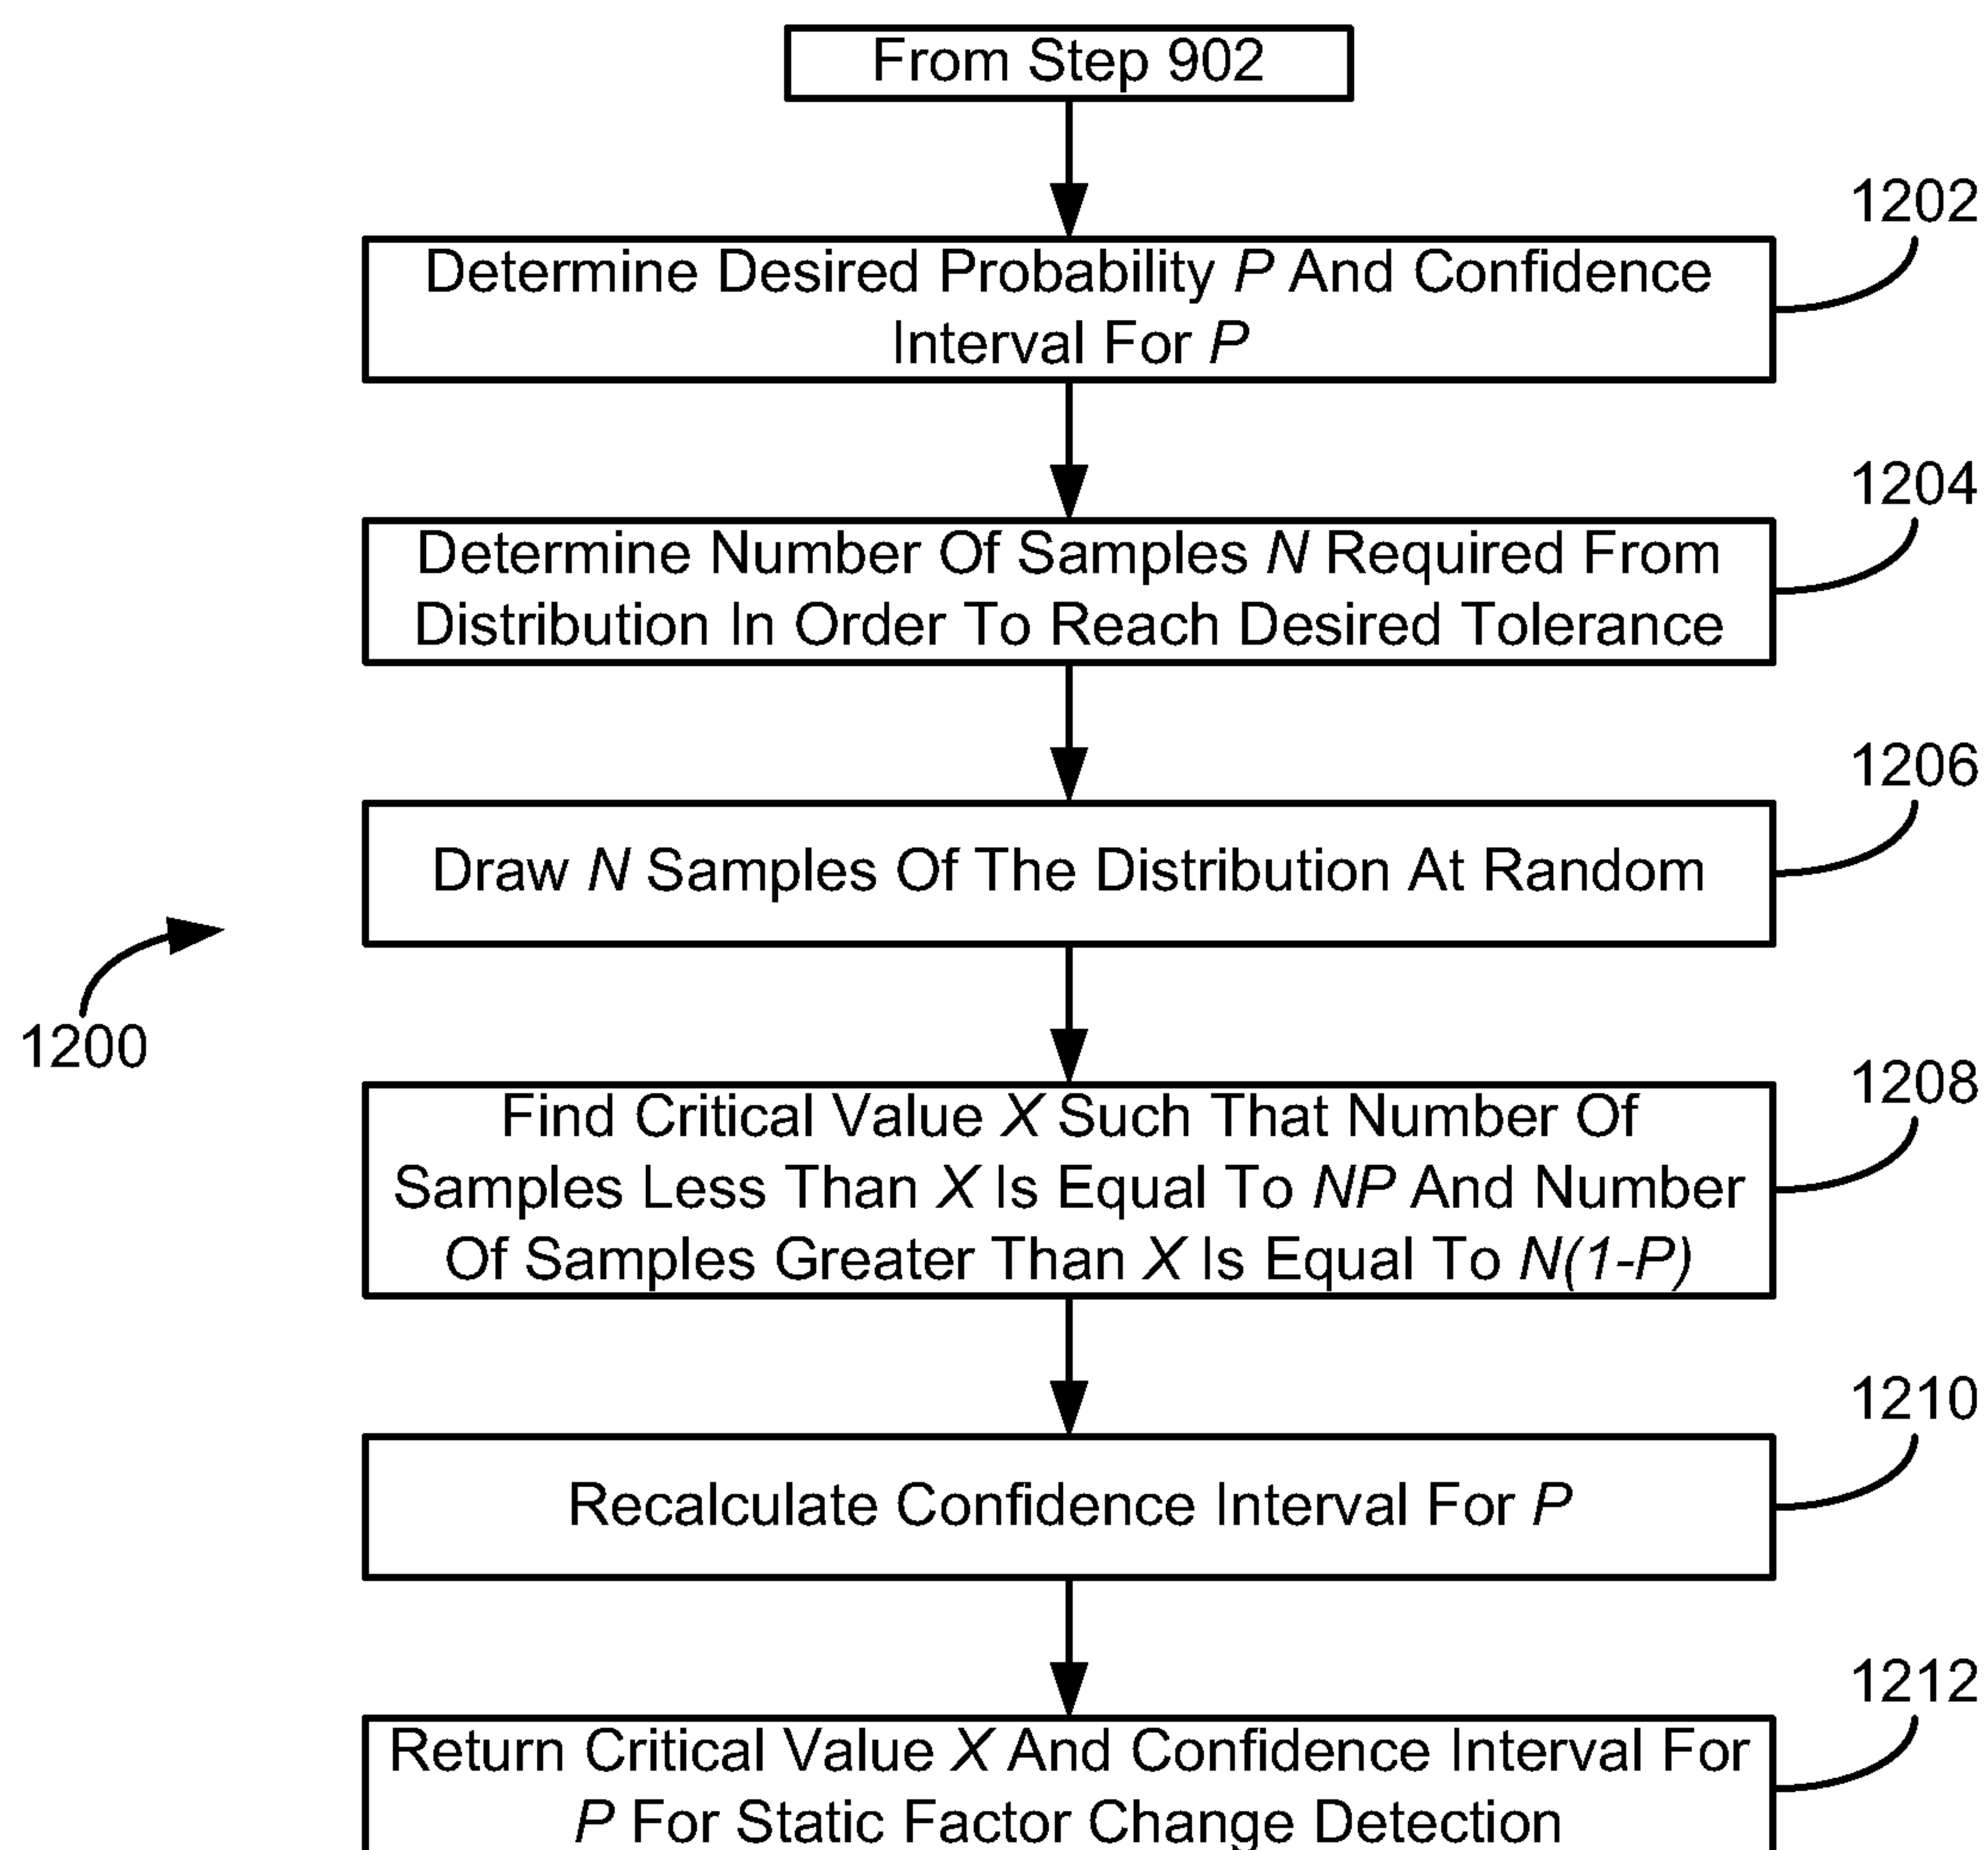 From Step 902
1202
Determine Desired Probability P And Confidence
Interval For P
1204
Determine Number Of Samples N Required From
Distribution In Order To Reach Desired Tolerance
1206
Draw N Samples Of The Distribution At Random
1200
1208
Find Critical Value X Such That Number Of
Samples Less Than X Is Equal To NP And Number
Of Samples Greater Than X Is Equal To N(1-P)
1210
Recalculate Confidence Interval For P
1212
Return Critical Value X And Confidence Interval For
P For Static Factor Change Detection